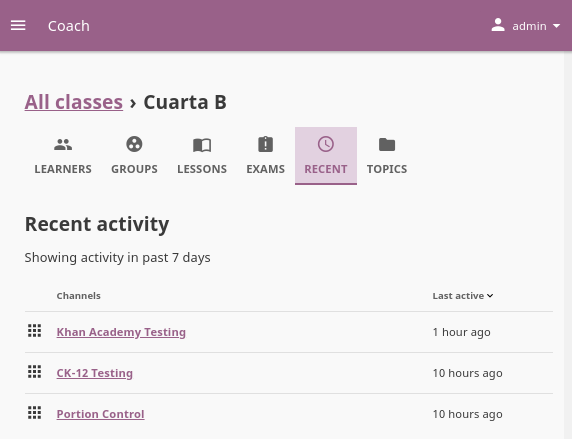 Coach
admin
All classes › Cuarta B
LEARNERS GROUPS LESSONS EXAMS RECENT TOPICS
Recent activity
Showing activity in past 7 days
Channels Last active
Khan Academy Testing 1 hour ago
CK-12 Testing 10 hours ago
Portion Control 10 hours ago